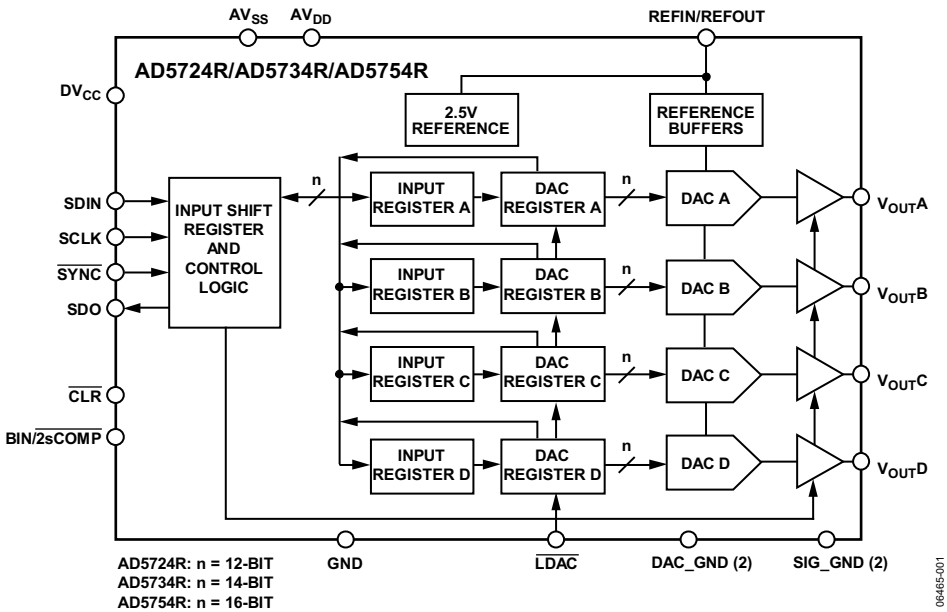 AVSS AVDD REFIN/REFOUT
AD5724R/AD5734R/AD5754R
DVCC
2.5V
REFERENCE
REFERENCE
BUFFERS
SDIN
SCLK
SYNC
SDO
CLR
BIN/2sCOMP
INPUT SHIFT
REGISTER
AND
CONTROL
LOGIC
n
INPUT
REGISTER A
DAC
REGISTER A
n
DAC A
VOUTA
INPUT
REGISTER B
DAC
REGISTER B
n
DAC B
VOUTB
INPUT
REGISTER C
DAC
REGISTER C
n
DAC C
VOUTC
INPUT
REGISTER D
DAC
REGISTER D
n
DAC D
VOUTD
GND LDAC DAC_GND (2) SIG_GND (2)
AD5724R: n = 12-BIT
AD5734R: n = 14-BIT
AD5754R: n = 16-BIT
06465-001